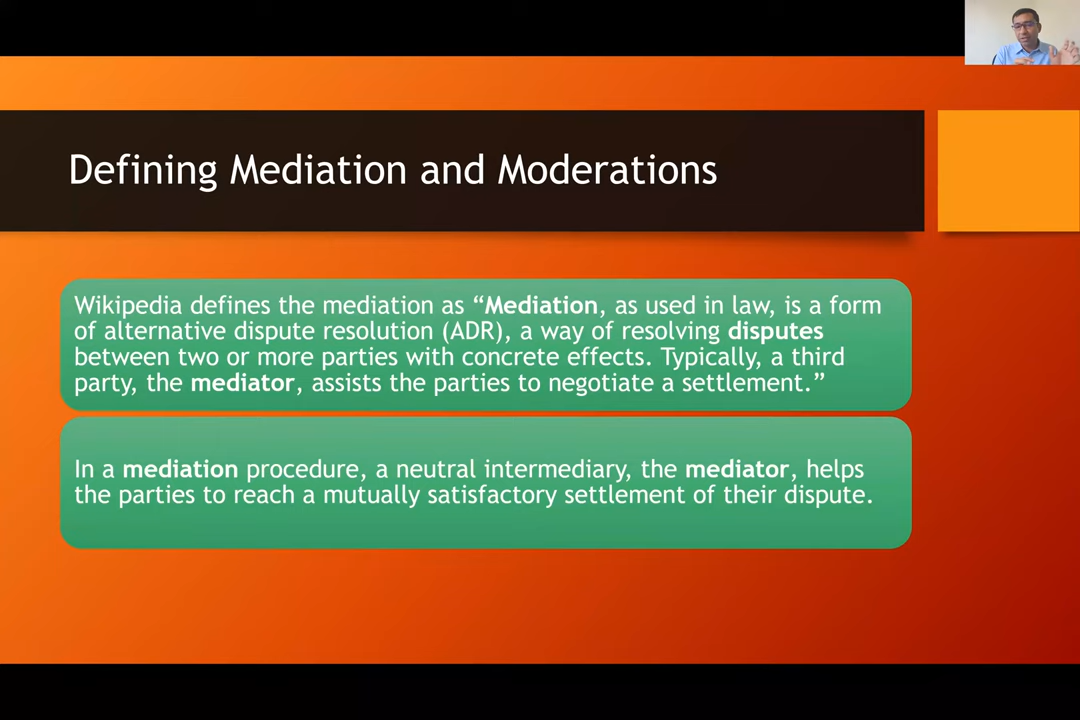 Defining Mediation and Moderations
Wikipedia defines the mediation as “Mediation, as used in law, is a form
of alternative dispute resolution (ADR), a way of resolving disputes
between two or more parties with concrete effects. Typically, a third
party, the mediator, assists the parties to negotiate a settlement.”
In a mediation procedure, a neutral intermediary, the mediator, helps
the parties to reach a mutually satisfactory settlement of their dispute.